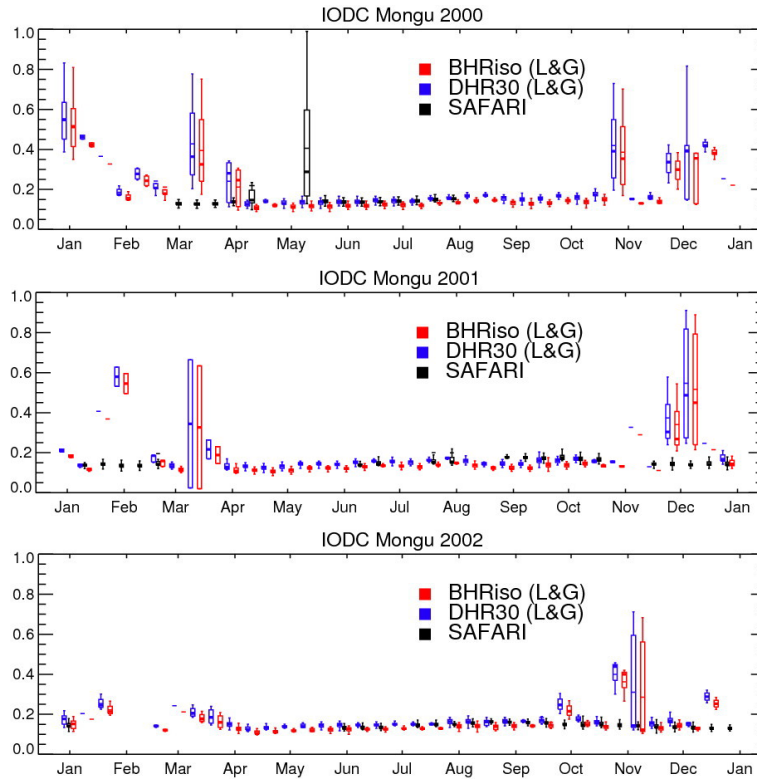 IODC Mongu 2000
1.0
0.8
0.6
0.4
0.2
0.0
BHRiso (L&G)
DHR30 (L&G)
SAFARI
Jan Feb Mar Apr May Jun Jul Aug Sep Oct Nov Dec Jan
IODC Mongu 2001
1.0
0.8
0.6
0.4
0.2
0.0
BHRiso (L&G)
DHR30 (L&G)
SAFARI
Jan Feb Mar Apr May Jun Jul Aug Sep Oct Nov Dec Jan
IODC Mongu 2002
1.0
0.8
0.6
0.4
0.2
0.0
BHRiso (L&G)
DHR30 (L&G)
SAFARI
Jan Feb Mar Apr May Jun Jul Aug Sep Oct Nov Dec Jan